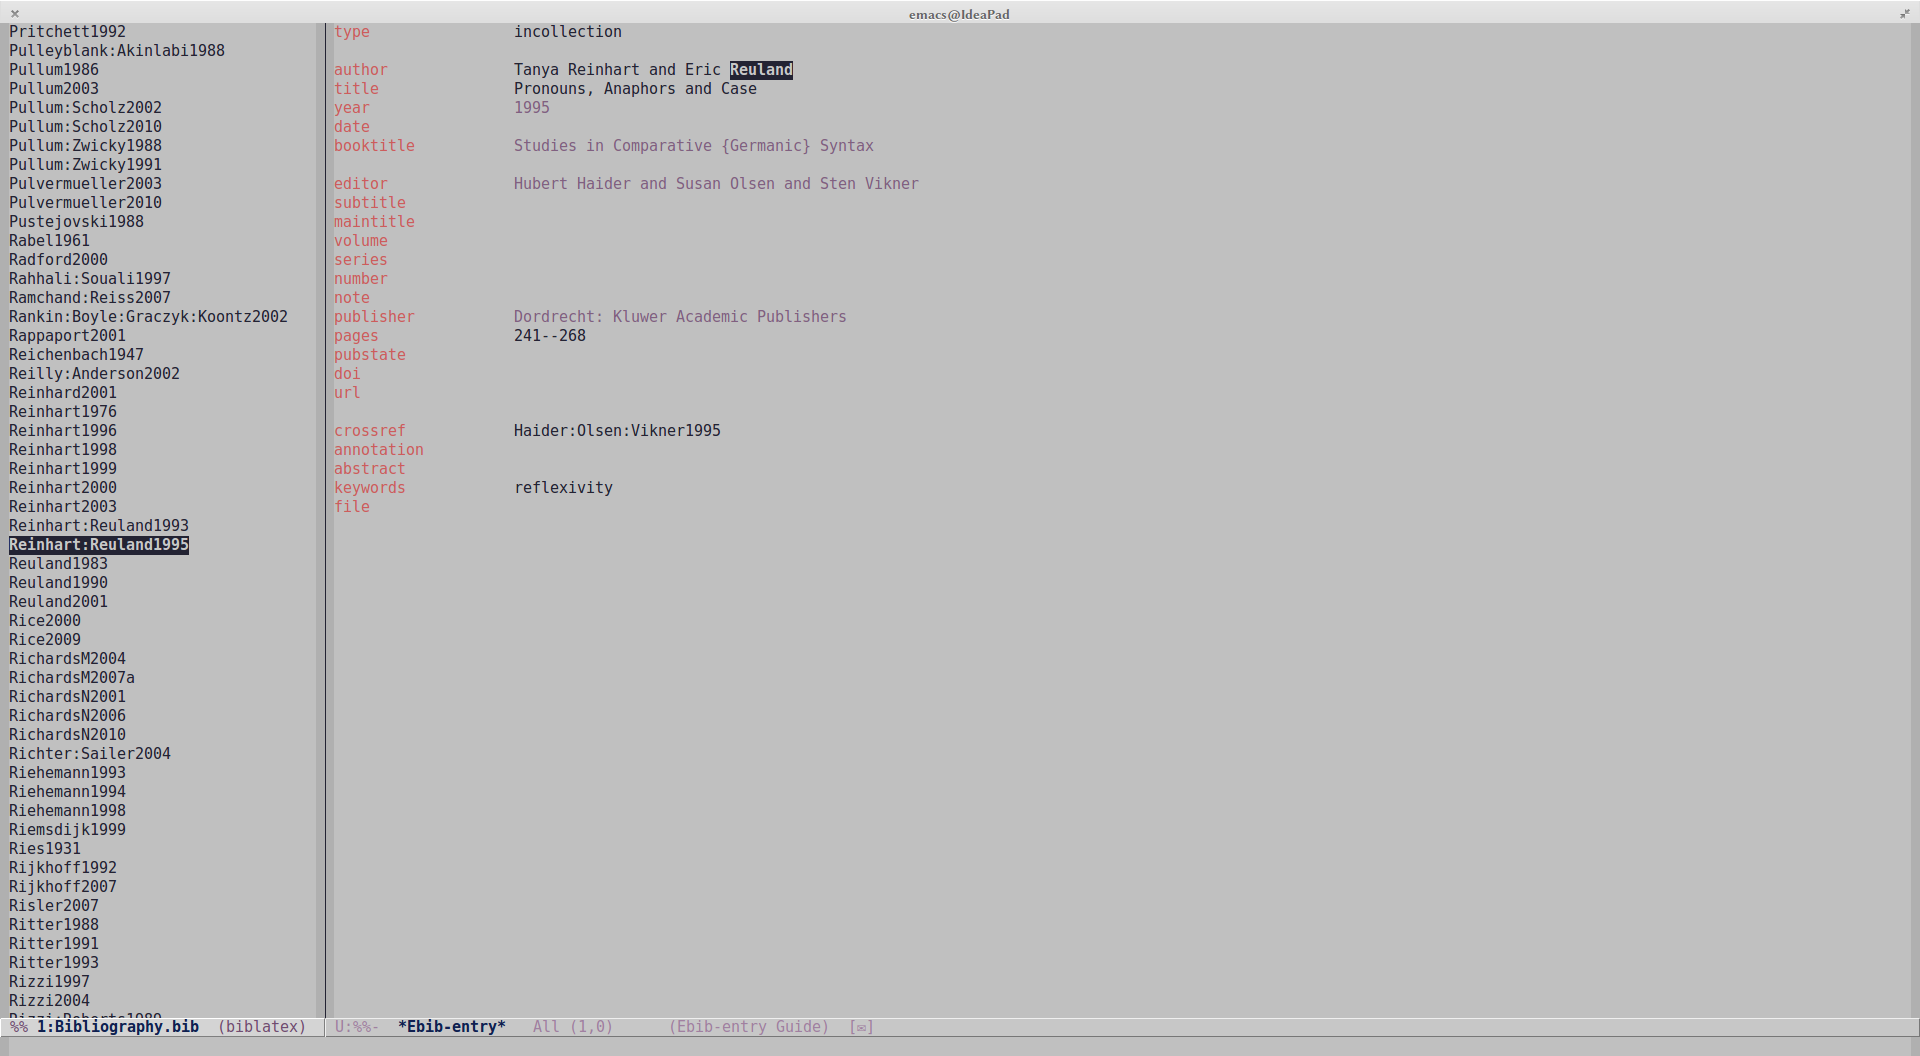 emacs@IdeaPad
Pritchett1992
Pulleyblank:Akinlabi1988
Pullum1986
Pullum2003
Pullum:Scholz2002
Pullum:Scholz2010
Pullum:Zwicky1988
Pullum:Zwicky1991
Pulvermueller2003
Pulvermueller2010
Pustejovski1988
Rabel1961
Radford2000
Rahhali:Souali1997
Ramchand:Reiss2007
Rankin:Boyle:Graczyk:Koontz2002
Rappaport2001
Reichenbach1947
Reilly:Anderson2002
Reinhard2001
Reinhart1976
Reinhart1996
Reinhart1998
Reinhart1999
Reinhart2000
Reinhart2003
Reinhart:Reuland1993
Reinhart:Reuland1995
Reuland1983
Reuland1990
Reuland2001
Rice2000
Rice2009
RichardsM2004
RichardsM2007a
RichardsN2001
RichardsN2006
RichardsN2010
Richter:Sailer2004
Riehemann1993
Riehemann1994
Riehemann1998
Riemsdijk1999
Ries1931
Rijkhoff1992
Rijkhoff2007
Risler2007
Ritter1988
Ritter1991
Ritter1993
Rizzi1997
Rizzi2004
%% 1:Bibliography.bib (biblatex)
type incollection
author Tanya Reinhart and Eric Reuland
title Pronouns, Anaphors and Case
year 1995
date
booktitle Studies in Comparative {Germanic} Syntax
editor Hubert Haider and Susan Olsen and Sten Vikner
subtitle
maintitle
volume
series
number
note
publisher Dordrecht: Kluwer Academic Publishers
pages 241--268
pubstate
doi
url
crossref Haider:Olsen:Vikner1995
annotation
abstract
keywords reflexivity
file
U:%%- *Ebib-entry* All (1,0) (Ebib-entry Guide) [✉]